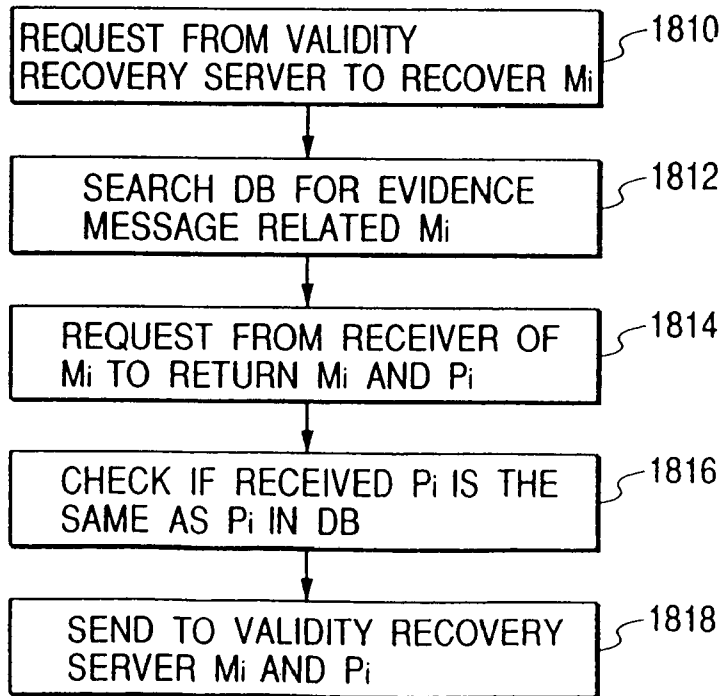 REQUEST FROM VALIDITY
RECOVERY SERVER TO RECOVER Mi
1810
SEARCH DB FOR EVIDENCE
MESSAGE RELATED Mi
1812
REQUEST FROM RECEIVER OF
Mi TO RETURN Mi AND Pi
1814
CHECK IF RECEIVED Pi IS THE
SAME AS Pi IN DB
1816
SEND TO VALIDITY RECOVERY
SERVER Mi AND Pi
1818